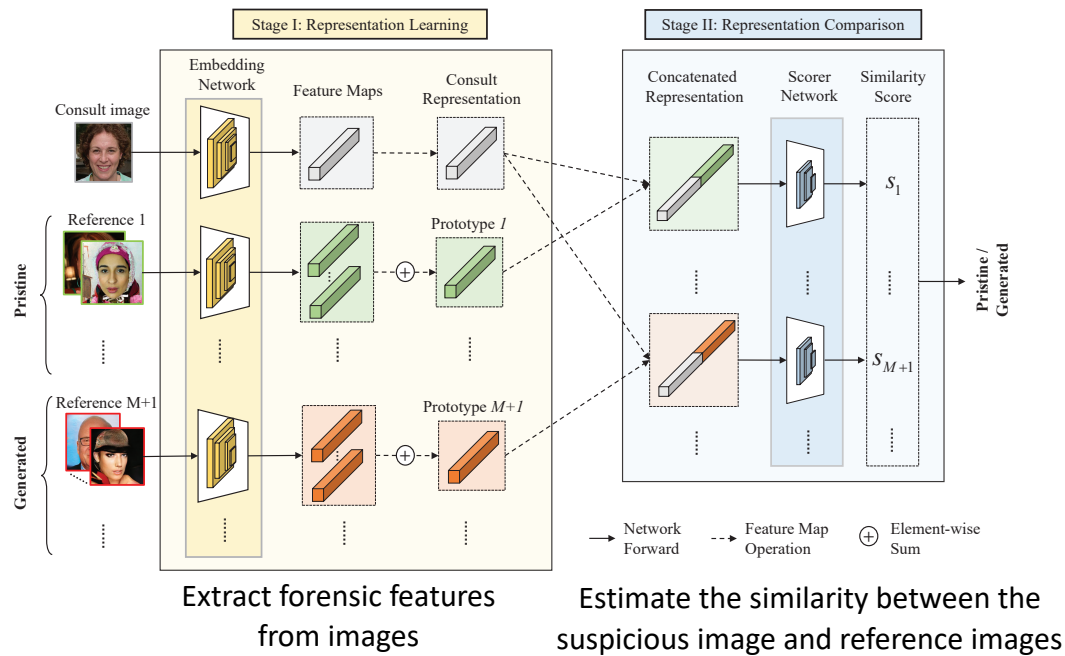 Stage I: Representation Learning
Stage II: Representation Comparison
Embedding
Network
Feature Maps
Consult
Representation
Concatenated
Representation
Scorer
Network
Similarity
Score
Consult image
Reference 1
Prototype 1
Pristine
S1
Pristine /
Generated
Reference M+1
Prototype M+1
Generated
SM+1
Network
Forward
Feature Map
Operation
Element-wise
Sum
Extract forensic features
from images
Estimate the similarity between the
suspicious image and reference images